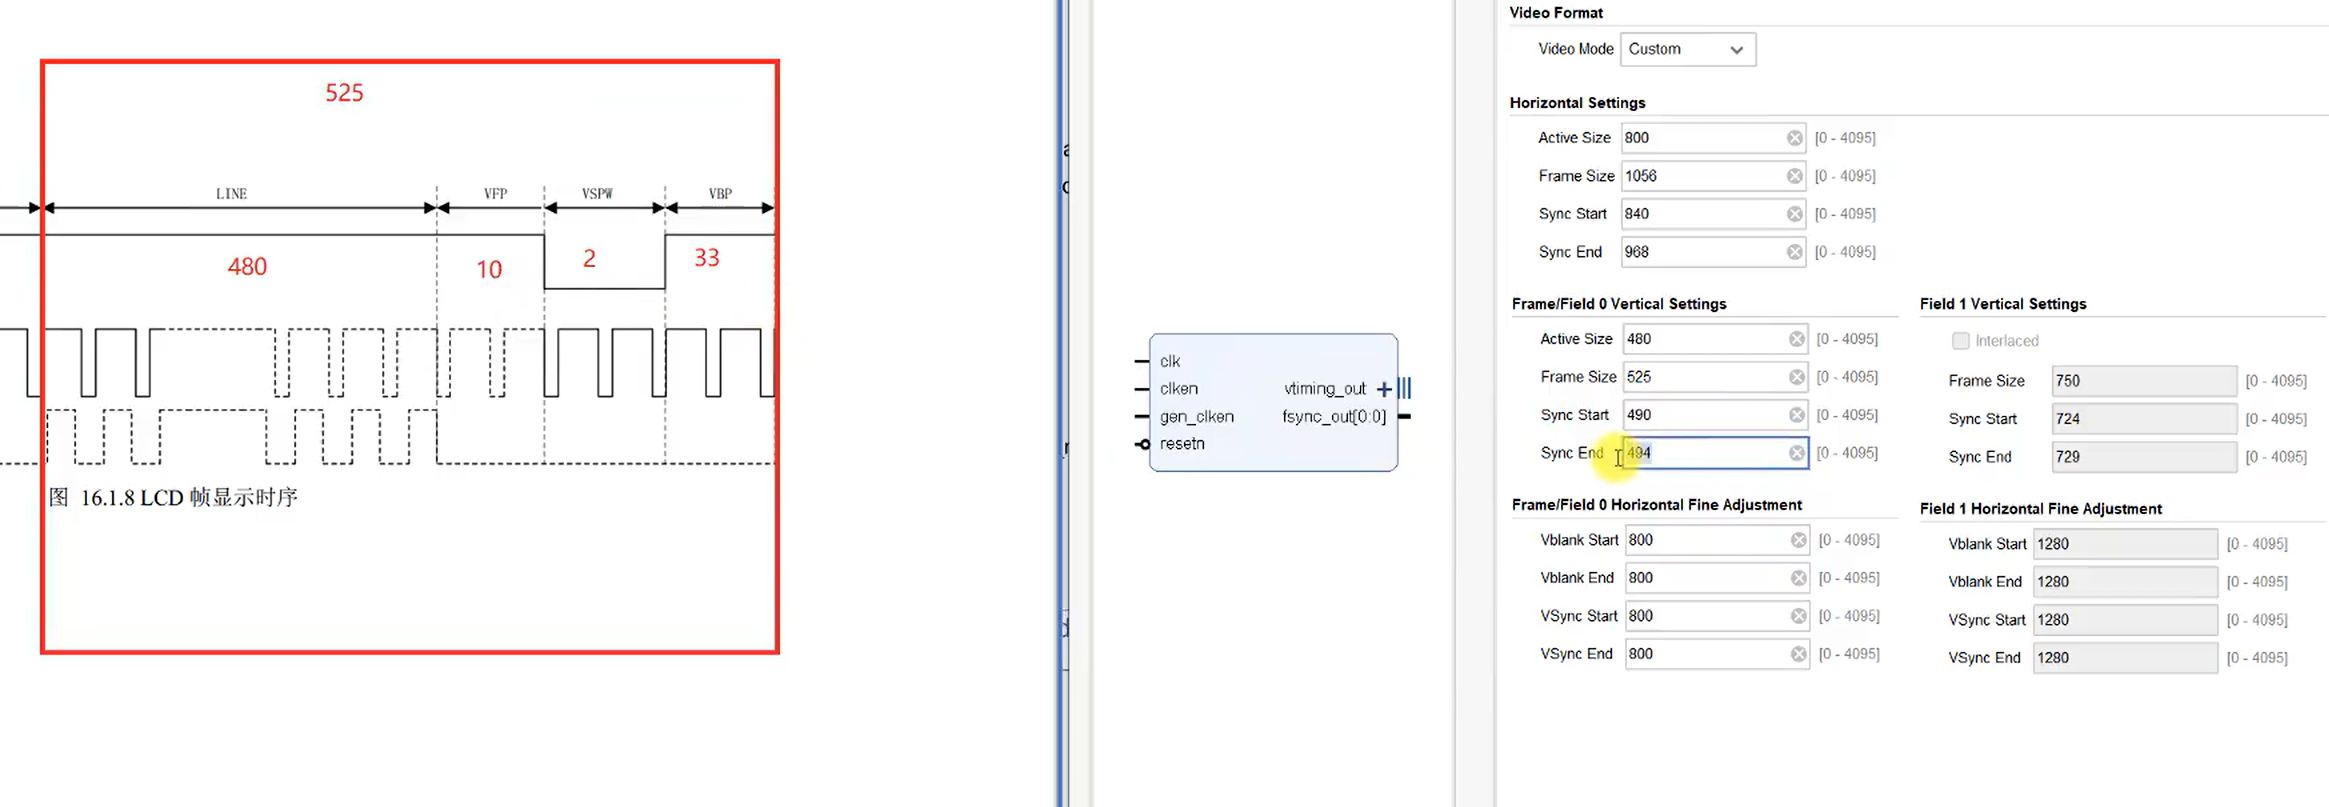 525
LINE
VFP
VSPW
VBP
480
10
2
33
图 16.1.8 LCD 帧显示时序
clk
clken
gen_clken
resetn
vtiming_out
fsync_out[0:0]
Video Format
Video Mode Custom
Horizontal Settings
Active Size 800 [0 - 4095]
Frame Size 1056 [0 - 4095]
Sync Start 840 [0 - 4095]
Sync End 968 [0 - 4095]
Frame/Field 0 Vertical Settings
Active Size 480 [0 - 4095]
Frame Size 525 [0 - 4095]
Sync Start 490 [0 - 4095]
Sync End 494 [0 - 4095]
Field 1 Vertical Settings
Interlaced
Frame Size 750 [0 - 4095]
Sync Start 724 [0 - 4095]
Sync End 729 [0 - 4095]
Frame/Field 0 Horizontal Fine Adjustment
Vblank Start 800 [0 - 4095]
Vblank End 800 [0 - 4095]
VSync Start 800 [0 - 4095]
VSync End 800 [0 - 4095]
Field 1 Horizontal Fine Adjustment
Vblank Start 1280 [0 - 4095]
Vblank End 1280 [0 - 4095]
VSync Start 1280 [0 - 4095]
VSync End 1280 [0 - 4095]